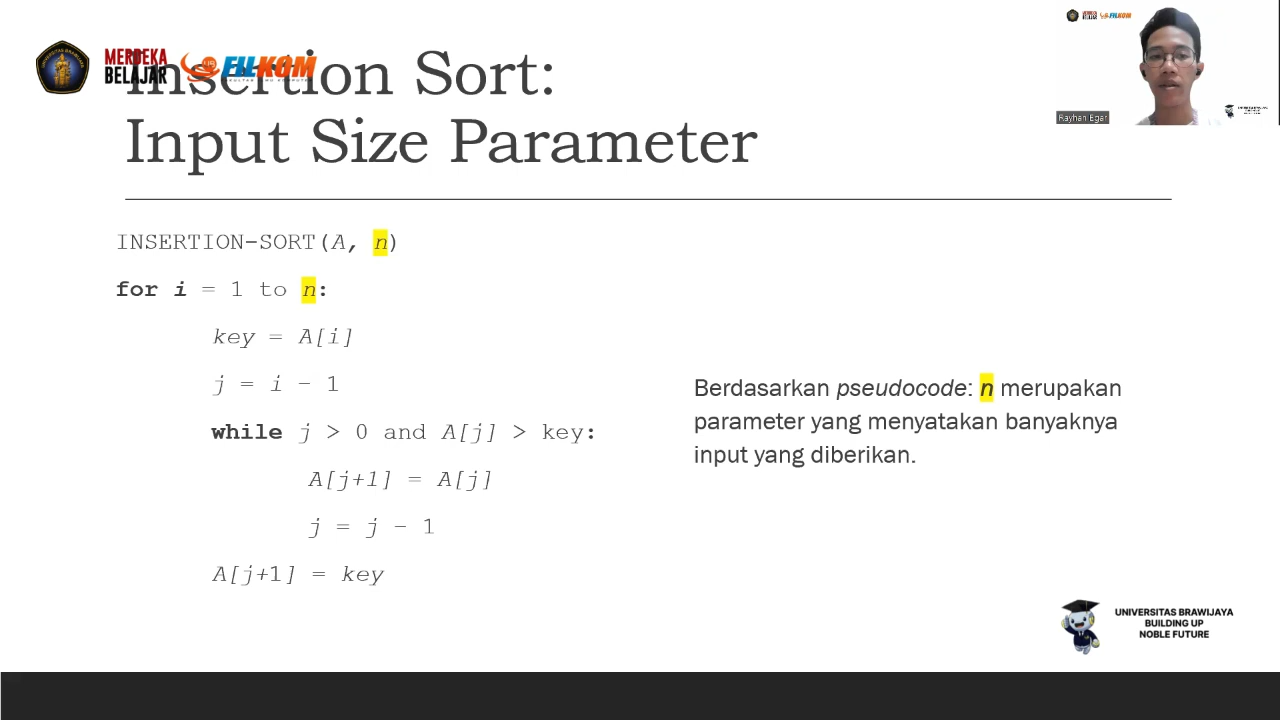 MERDEKA
BELAJAR
FILKOM
Insertion Sort:
Input Size Parameter
INSERTION-SORT(A, n)
for i = 1 to n:
key = A[i]
j = i − 1
while j > 0 and A[j] > key:
A[j+1] = A[j]
j = j − 1
A[j+1] = key
Berdasarkan pseudocode: n merupakan
parameter yang menyatakan banyaknya
input yang diberikan.
Rayhan Egar
UNIVERSITAS BRAWIJAYA
BUILDING UP
NOBLE FUTURE